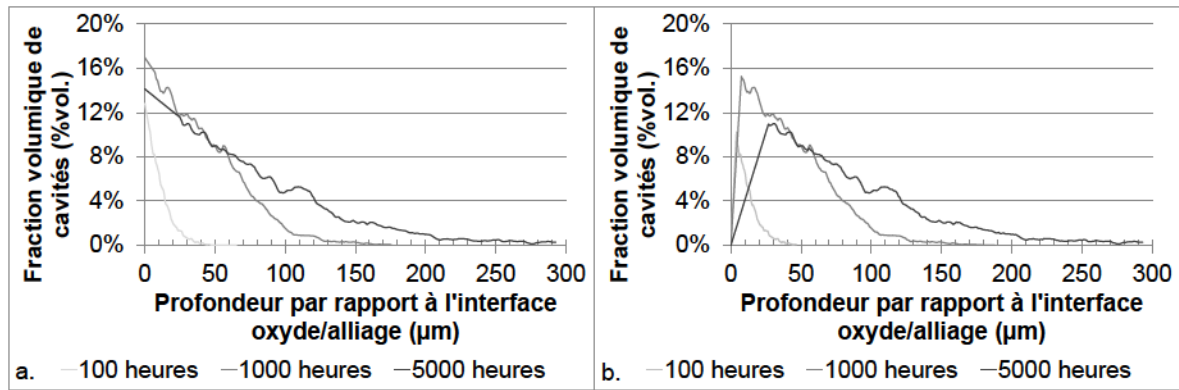 Fraction volumique de
cavités (%vol.)
20%
16%
12%
8%
4%
0%
0 50 100 150 200 250 300
Profondeur par rapport à l'interface
oxyde/alliage (µm)
a. 100 heures 1000 heures 5000 heures
Fraction volumique de
cavités (%vol.)
20%
16%
12%
8%
4%
0%
0 50 100 150 200 250 300
Profondeur par rapport à l'interface
oxyde/alliage (µm)
b. 100 heures 1000 heures 5000 heures